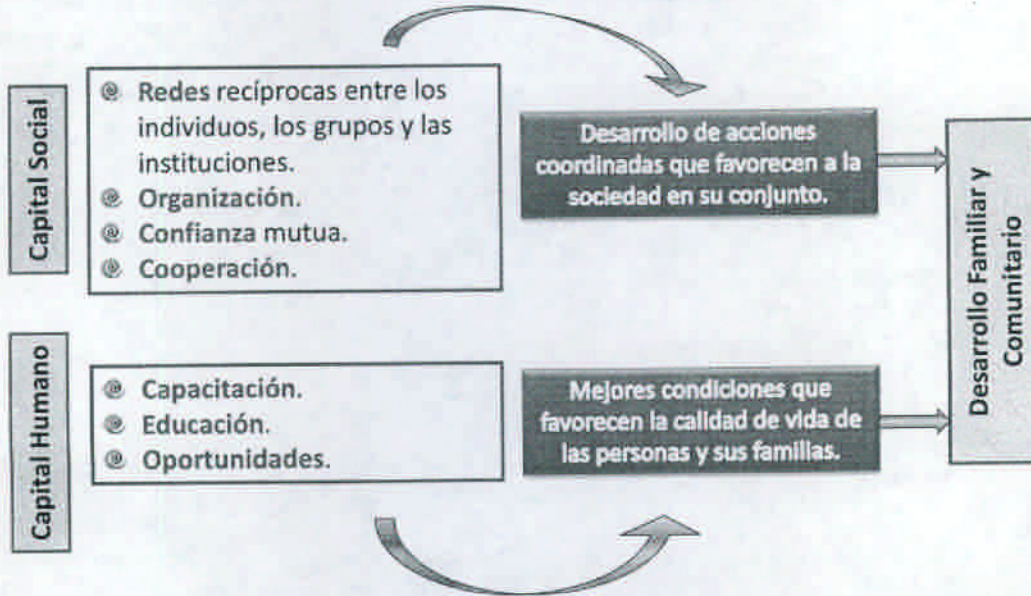 Capital Social
Redes recíprocas entre los
individuos, los grupos y las
instituciones.
Organización.
Confianza mutua.
Cooperación.
Desarrollo de acciones
coordinadas que favorecen a la
sociedad en su conjunto.
Capital Humano
Capacitación.
Educación.
Oportunidades.
Mejores condiciones que
favorecen la calidad de vida de
las personas y sus familias.
Desarrollo Familiar y
Comunitario